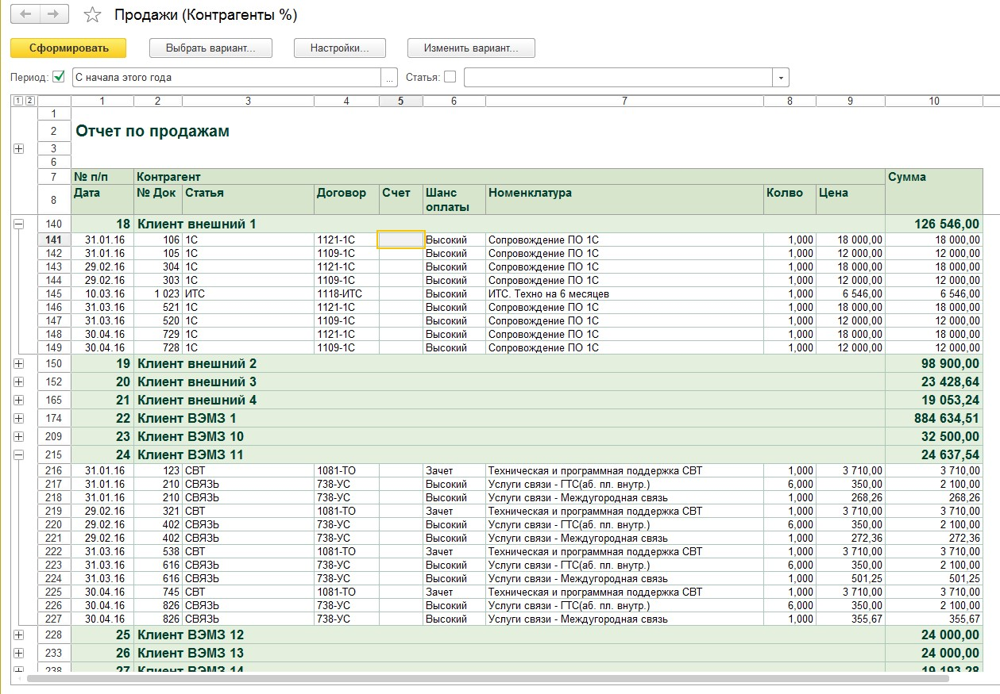 Продажи (Контрагенты %)
Сформировать Выбрать вариант... Настройки... Изменить вариант...
Период: С начала этого года ... Статья:
1 2 1 2 3 4 5 6 7 8 9 10
1
2 Отчет по продажам
3
6
7 № п/п Контрагент Сумма
8 Дата № Док Статья Договор Счет Шанс оплаты Номенклатура Колво Цена
140 18 Клиент внешний 1 126 546,00
141 31.01.16 106 1С 1121-1С Высокий Сопровождение ПО 1С 1,000 18 000,00 18 000,00
142 31.01.16 105 1С 1109-1С Высокий Сопровождение ПО 1С 1,000 12 000,00 12 000,00
143 29.02.16 304 1С 1121-1С Высокий Сопровождение ПО 1С 1,000 18 000,00 18 000,00
144 29.02.16 303 1С 1109-1С Высокий Сопровождение ПО 1С 1,000 12 000,00 12 000,00
145 10.03.16 1 023 ИТС 1118-ИТС Высокий ИТС. Техно на 6 месяцев 1,000 6 546,00 6 546,00
146 31.03.16 521 1С 1121-1С Высокий Сопровождение ПО 1С 1,000 18 000,00 18 000,00
147 31.03.16 520 1С 1109-1С Высокий Сопровождение ПО 1С 1,000 12 000,00 12 000,00
148 30.04.16 729 1С 1121-1С Высокий Сопровождение ПО 1С 1,000 18 000,00 18 000,00
149 30.04.16 728 1С 1109-1С Высокий Сопровождение ПО 1С 1,000 12 000,00 12 000,00
150 19 Клиент внешний 2 98 900,00
152 20 Клиент внешний 3 23 428,64
165 21 Клиент внешний 4 19 053,24
174 22 Клиент ВЭМЗ 1 884 634,51
209 23 Клиент ВЭМЗ 10 32 500,00
215 24 Клиент ВЭМЗ 11 24 637,54
216 31.01.16 123 СВТ 1081-ТО Зачет Техническая и программная поддержка СВТ 1,000 3 710,00 3 710,00
217 31.01.16 210 СВЯЗЬ 738-УС Высокий Услуги связи - ГТС(аб. пл. внутр.) 6,000 350,00 2 100,00
218 31.01.16 210 СВЯЗЬ 738-УС Высокий Услуги связи - Междугородная связь 1,000 268,26 268,26
219 29.02.16 321 СВТ 1081-ТО Зачет Техническая и программная поддержка СВТ 1,000 3 710,00 3 710,00
220 29.02.16 402 СВЯЗЬ 738-УС Высокий Услуги связи - ГТС(аб. пл. внутр.) 6,000 350,00 2 100,00
221 29.02.16 402 СВЯЗЬ 738-УС Высокий Услуги связи - Междугородная связь 1,000 272,36 272,36
222 31.03.16 538 СВТ 1081-ТО Зачет Техническая и программная поддержка СВТ 1,000 3 710,00 3 710,00
223 31.03.16 616 СВЯЗЬ 738-УС Высокий Услуги связи - ГТС(аб. пл. внутр.) 6,000 350,00 2 100,00
224 31.03.16 616 СВЯЗЬ 738-УС Высокий Услуги связи - Междугородная связь 1,000 501,25 501,25
225 30.04.16 745 СВТ 1081-ТО Зачет Техническая и программная поддержка СВТ 1,000 3 710,00 3 710,00
226 30.04.16 826 СВЯЗЬ 738-УС Высокий Услуги связи - ГТС(аб. пл. внутр.) 6,000 350,00 2 100,00
227 30.04.16 826 СВЯЗЬ 738-УС Высокий Услуги связи - Междугородная связь 1,000 355,67 355,67
228 25 Клиент ВЭМЗ 12 24 000,00
233 26 Клиент ВЭМЗ 13 24 000,00
238 27 Клиент ВЭМЗ 14 19 193,28